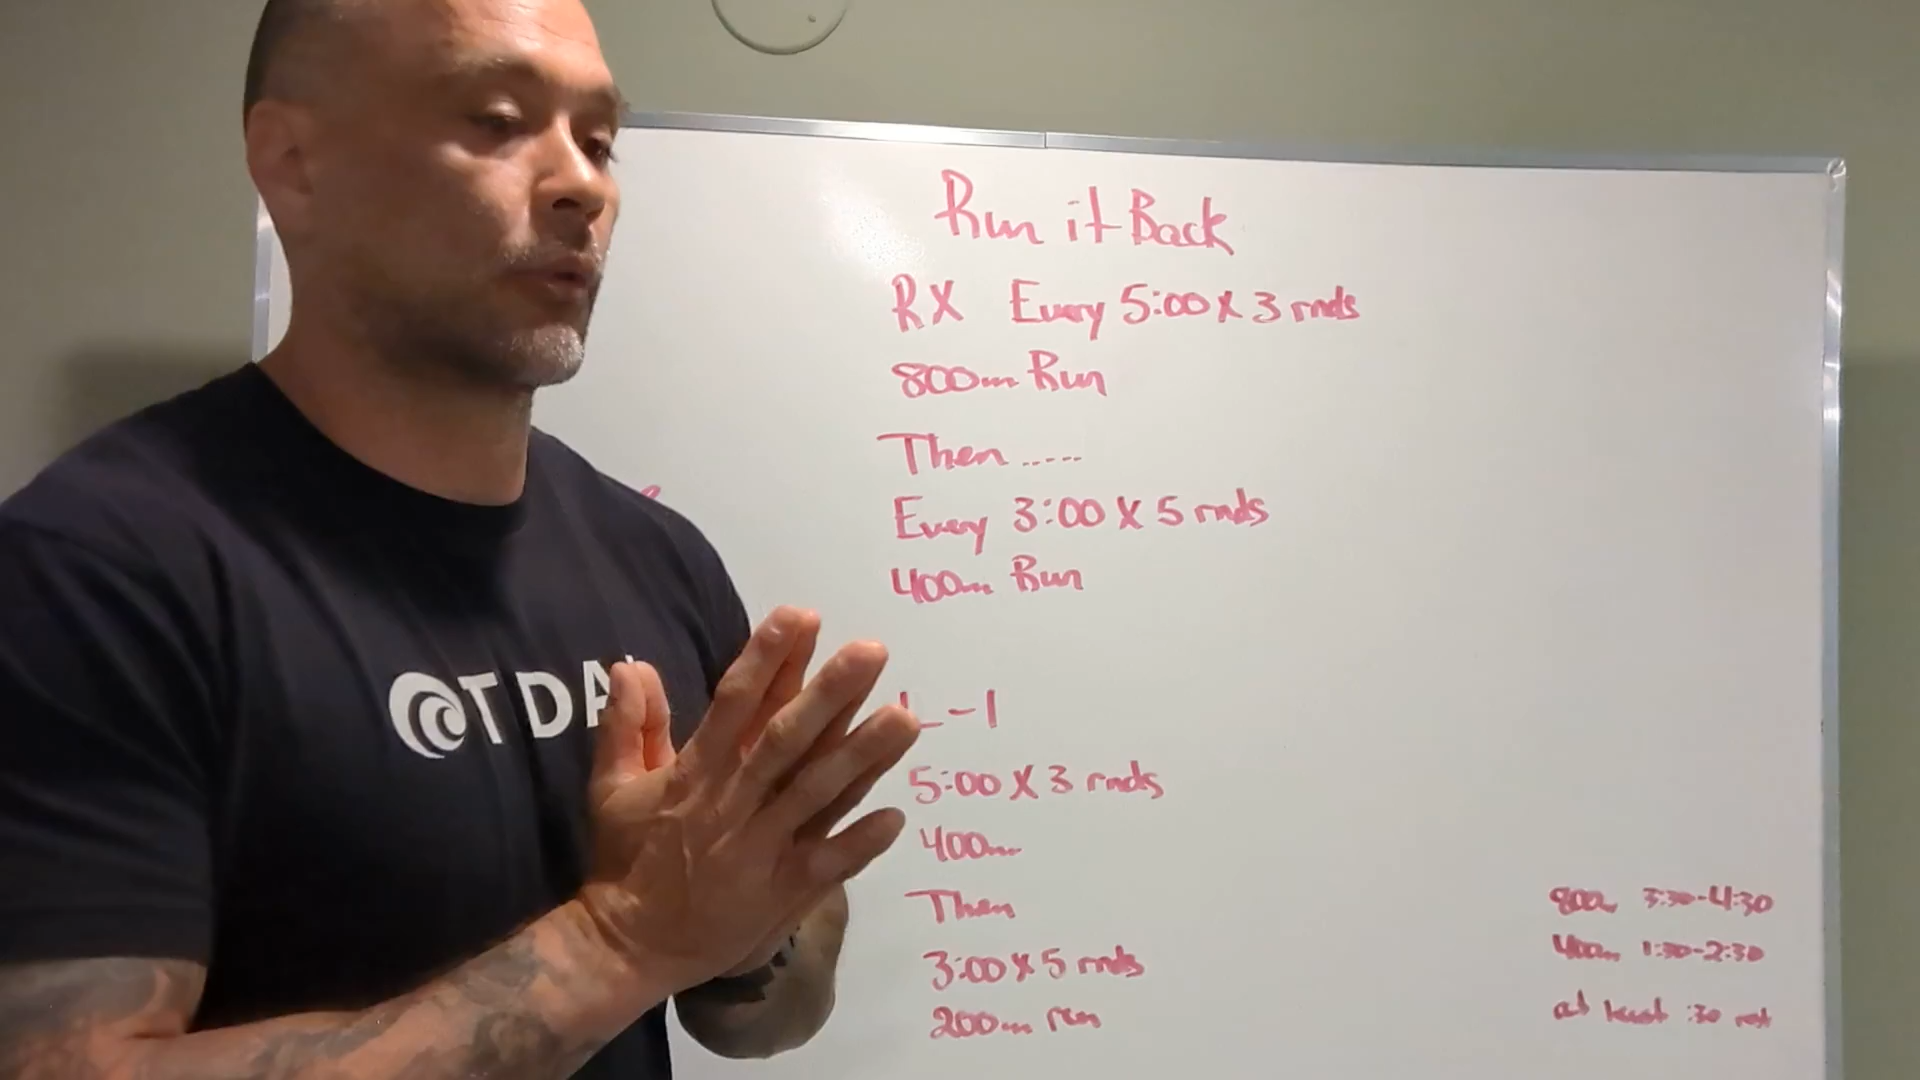 Run it Back
RX Every 5:00 X 3 rnds
800m Run
Then .....
Every 3:00 X 5 rnds
400m Run
L-1
5:00 X 3 rnds
400m
Then
3:00 X 5 rnds
200m run
800m 3:30-4:30
400m 1:30-2:30
at least :30 rest
TDA